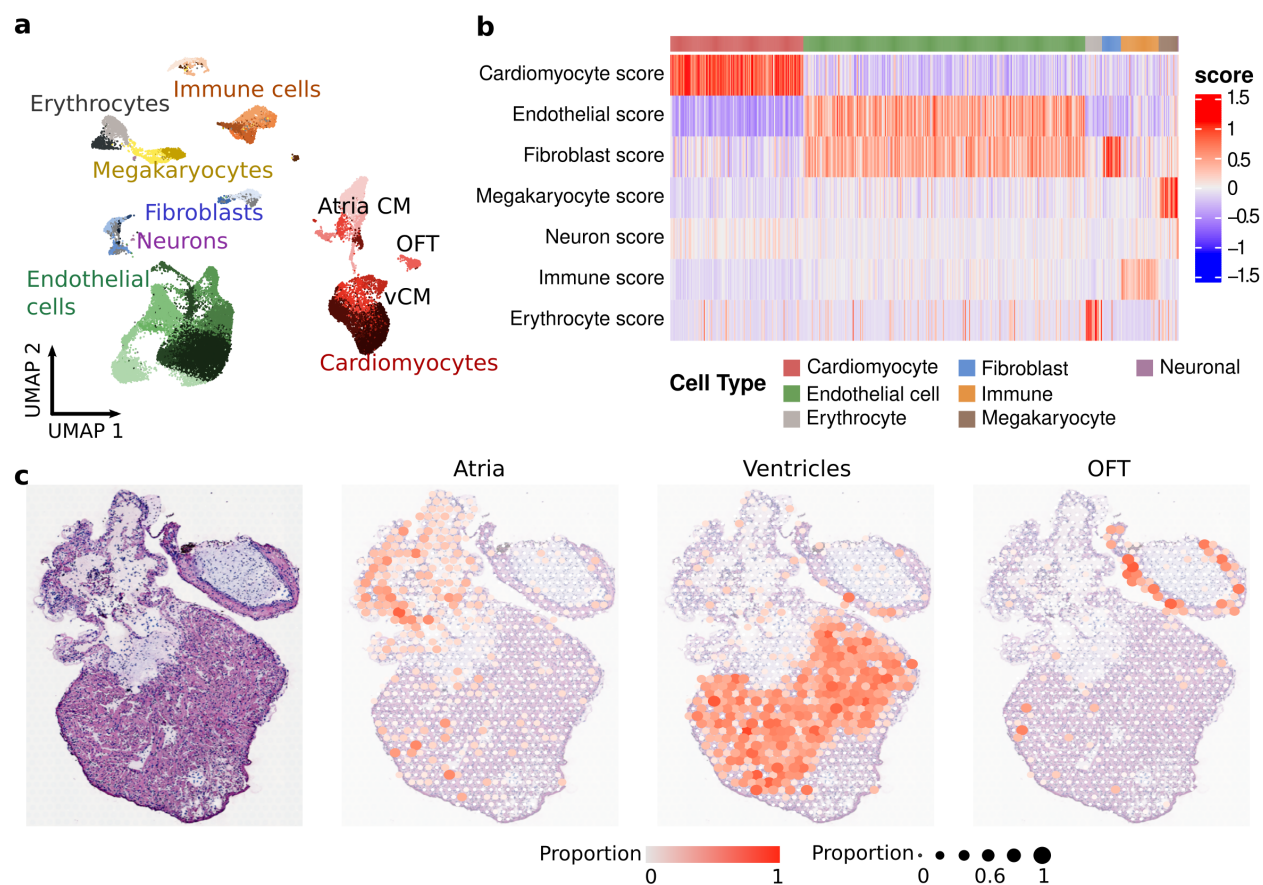 a
Immune cells
Erythrocytes
Megakaryocytes
Fibroblasts
Neurons
Endothelial
cells
Atria CM
OFT
vCM
Cardiomyocytes
UMAP 2
UMAP 1
b
Cardiomyocyte score
Endothelial score
Fibroblast score
Megakaryocyte score
Neuron score
Immune score
Erythrocyte score
score
1.5
1
0.5
0
−0.5
−1
−1.5
Cell Type
Cardiomyocyte
Endothelial cell
Erythrocyte
Fibroblast
Immune
Megakaryocyte
Neuronal
c
Atria
Ventricles
OFT
Proportion
0 1
Proportion
0 0.6 1